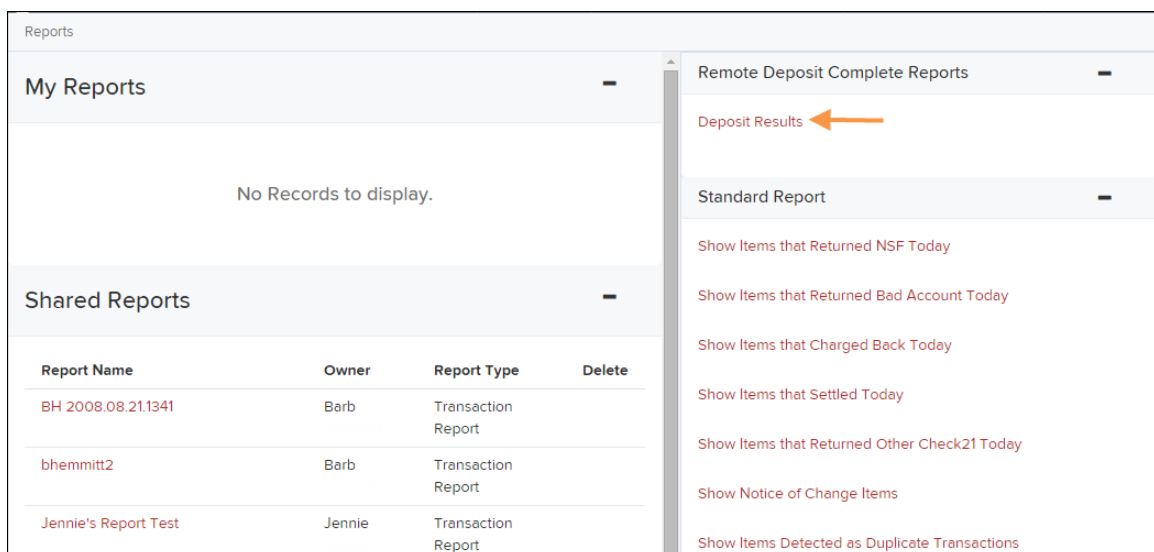 Reports
My Reports
No Records to display.
Shared Reports
Report Name Owner Report Type Delete
BH 2008.08.21.1341 Barb Transaction
Report
bhemmitt2 Barb Transaction
Report
Jennie's Report Test Jennie Transaction
Report
Remote Deposit Complete Reports
Deposit Results
Standard Report
Show Items that Returned NSF Today
Show Items that Returned Bad Account Today
Show Items that Charged Back Today
Show Items that Settled Today
Show Items that Returned Other Check21 Today
Show Notice of Change Items
Show Items Detected as Duplicate Transactions